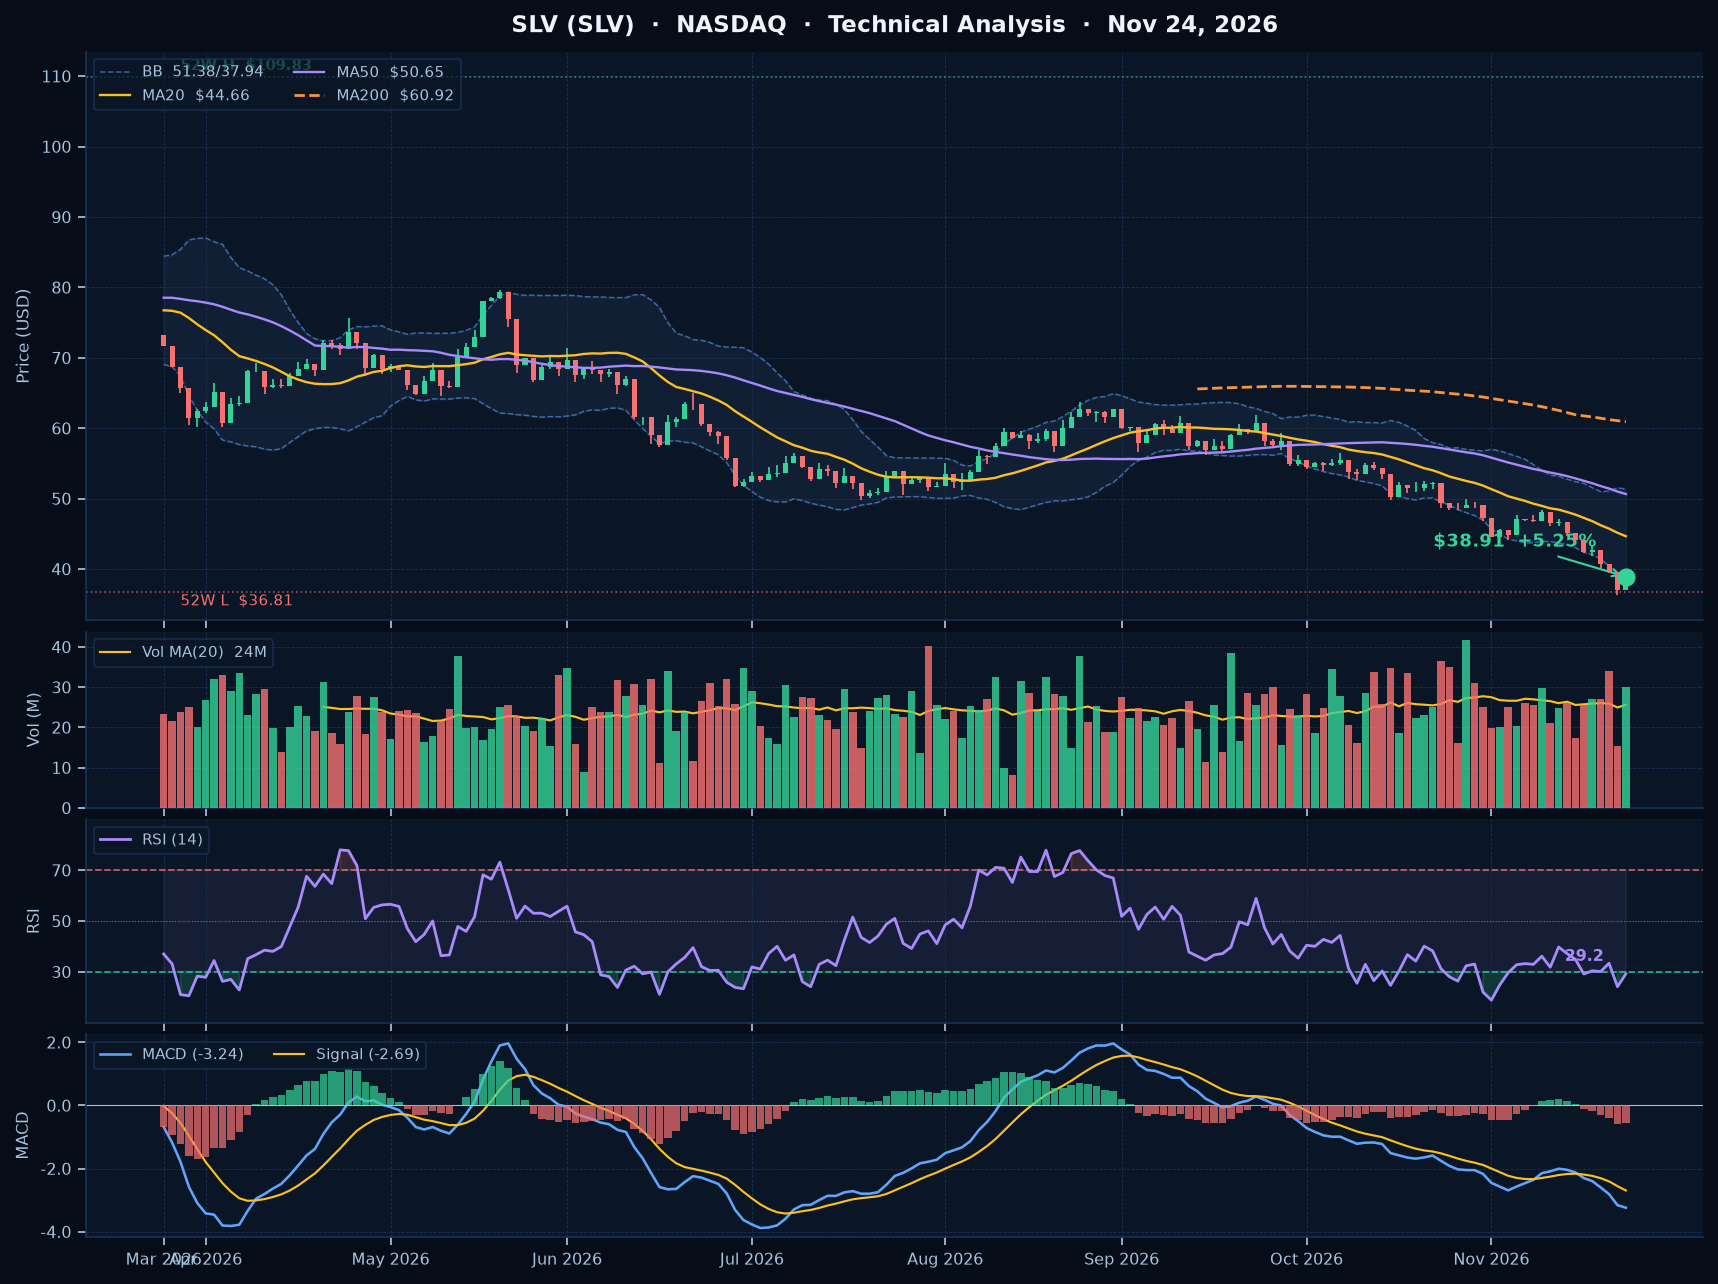 SLV (SLV) · NASDAQ · Technical Analysis · Nov 24, 2026
52W H $109.83
BB 51.38/37.94
MA20 $44.66
MA50 $50.65
MA200 $60.92
Price (USD)
110
100
90
80
70
60
50
40
$38.91 +5.25%
52W L $36.81
Vol MA(20) 24M
Vol (M)
40
30
20
10
0
RSI (14)
RSI
70
50
30
29.2
MACD (-3.24)
Signal (-2.69)
MACD
2.0
0.0
-2.0
-4.0
Mar 2026
Apr 2026
May 2026
Jun 2026
Jul 2026
Aug 2026
Sep 2026
Oct 2026
Nov 2026